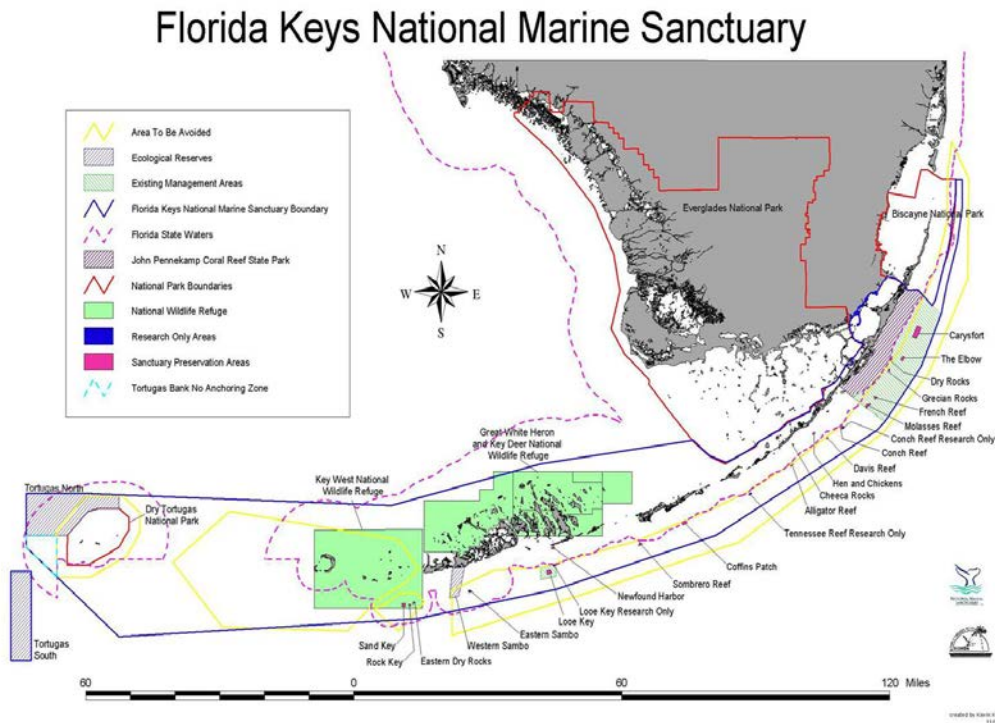 Florida Keys National Marine Sanctuary
Area To Be Avoided
Ecological Reserves
Existing Management Areas
Florida Keys National Marine Sanctuary Boundary
Florida State Waters
John Pennekamp Coral Reef State Park
National Park Boundaries
National Wildlife Refuge
Research Only Areas
Sanctuary Preservation Areas
Tortugas Bank No Anchoring Zone
N
W
E
S
Everglades National Park
Biscayne National Park
Carysfort
The Elbow
Dry Rocks
Grecian Rocks
French Reef
Molasses Reef
Conch Reef Research Only
Conch Reef
Davis Reef
Hen and Chickens
Cheeca Rocks
Alligator Reef
Tennessee Reef Research Only
Coffins Patch
Sombrero Reef
Newfound Harbor
Looe Key Research Only
Looe Key
Eastern Sambo
Western Sambo
Eastern Dry Rocks
Rock Key
Sand Key
Great White Heron
and Key Deer National
Wildlife Refuge
Key West National
Wildlife Refuge
Tortugas North
Dry Tortugas
National Park
Tortugas
South
60
0
60
120 Miles
created by Kevin